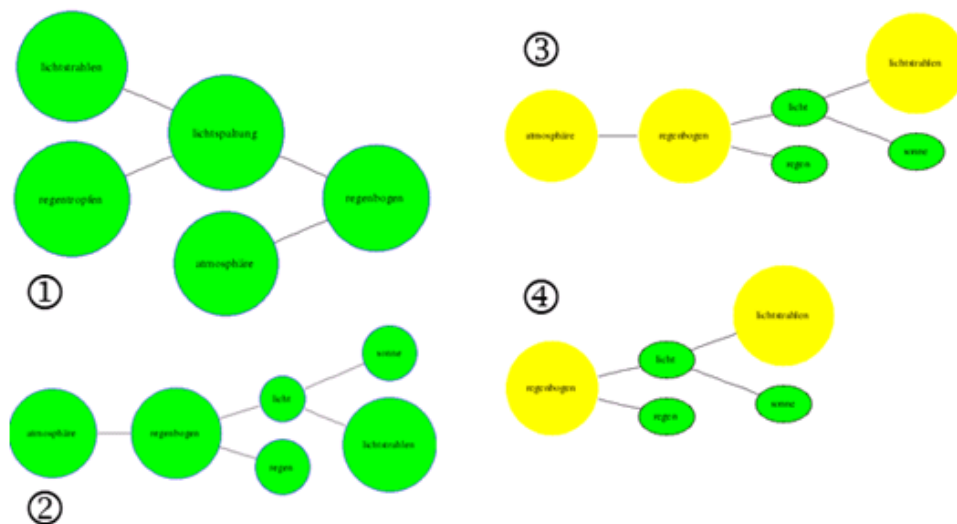 lichtstrahlen
lichtspaltung
regentropfen
regenbogen
atmosphäre
①
sonne
licht
atmosphäre
regenbogen
lichtstrahlen
regen
②
③
lichtstrahlen
licht
atmosphäre
regenbogen
sonne
regen
④
lichtstrahlen
licht
regenbogen
sonne
regen